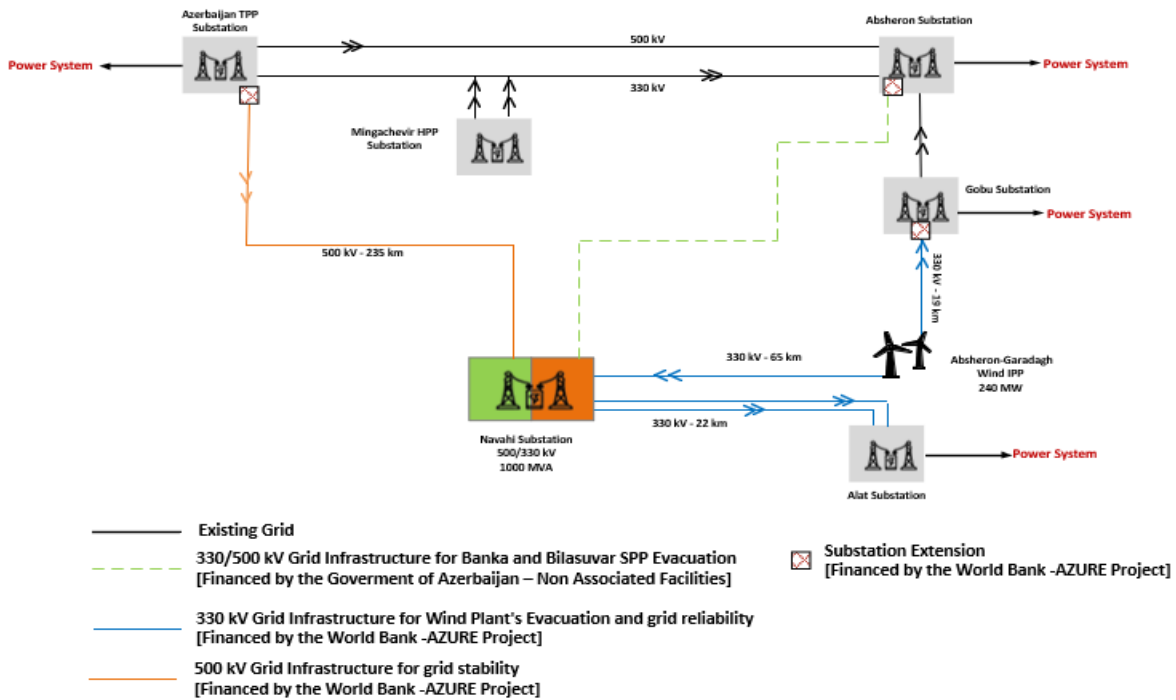 Azerbaijan TPP
Substation
Absheron Substation
500 kV
Power System
Power System
330 kV
Mingachevir HPP
Substation
Gobu Substation
Power System
500 kV - 235 km
330 kV - 19 km
330 kV - 65 km
Absheron-Garadagh
Wind IPP
240 MW
330 kV - 22 km
Navahi Substation
500/330 kV
1000 MVA
Power System
Alat Substation
Existing Grid
330/500 kV Grid Infrastructure for Banka and Bilasuvar SPP Evacuation
[Financed by the Goverment of Azerbaijan – Non Associated Facilities]
Substation Extension
[Financed by the World Bank -AZURE Project]
330 kV Grid Infrastructure for Wind Plant's Evacuation and grid reliability
[Financed by the World Bank -AZURE Project]
500 kV Grid Infrastructure for grid stability
[Financed by the World Bank -AZURE Project]